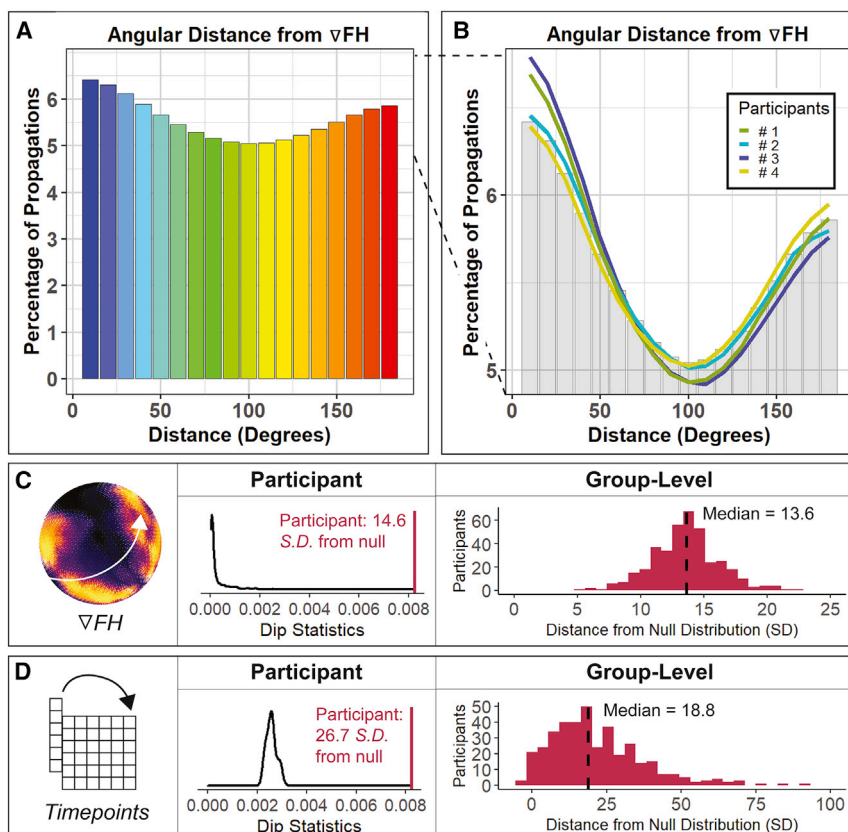 A
Angular Distance from ∇FH
Percentage of Propagations
6
5
4
3
2
1
0
0 50 100 150
Distance (Degrees)
B
Angular Distance from ∇FH
Percentage of Propagations
6
5
Participants
# 1
# 2
# 3
# 4
0 50 100 150
Distance (Degrees)
C
∇FH
Participant
Participant: 14.6
S.D. from null
0.000 0.002 0.004 0.006 0.008
Dip Statistics
Group-Level
Median = 13.6
Participants
60
40
20
0
0 5 10 15 20 25
Distance from Null Distribution (SD)
D
Timepoints
Participant
Participant:
26.7 S.D.
from null
0.000 0.002 0.004 0.006 0.008
Dip Statistics
Group-Level
Median = 18.8
Participants
50
40
30
20
10
0
0 25 50 75 100
Distance from Null Distribution (SD)